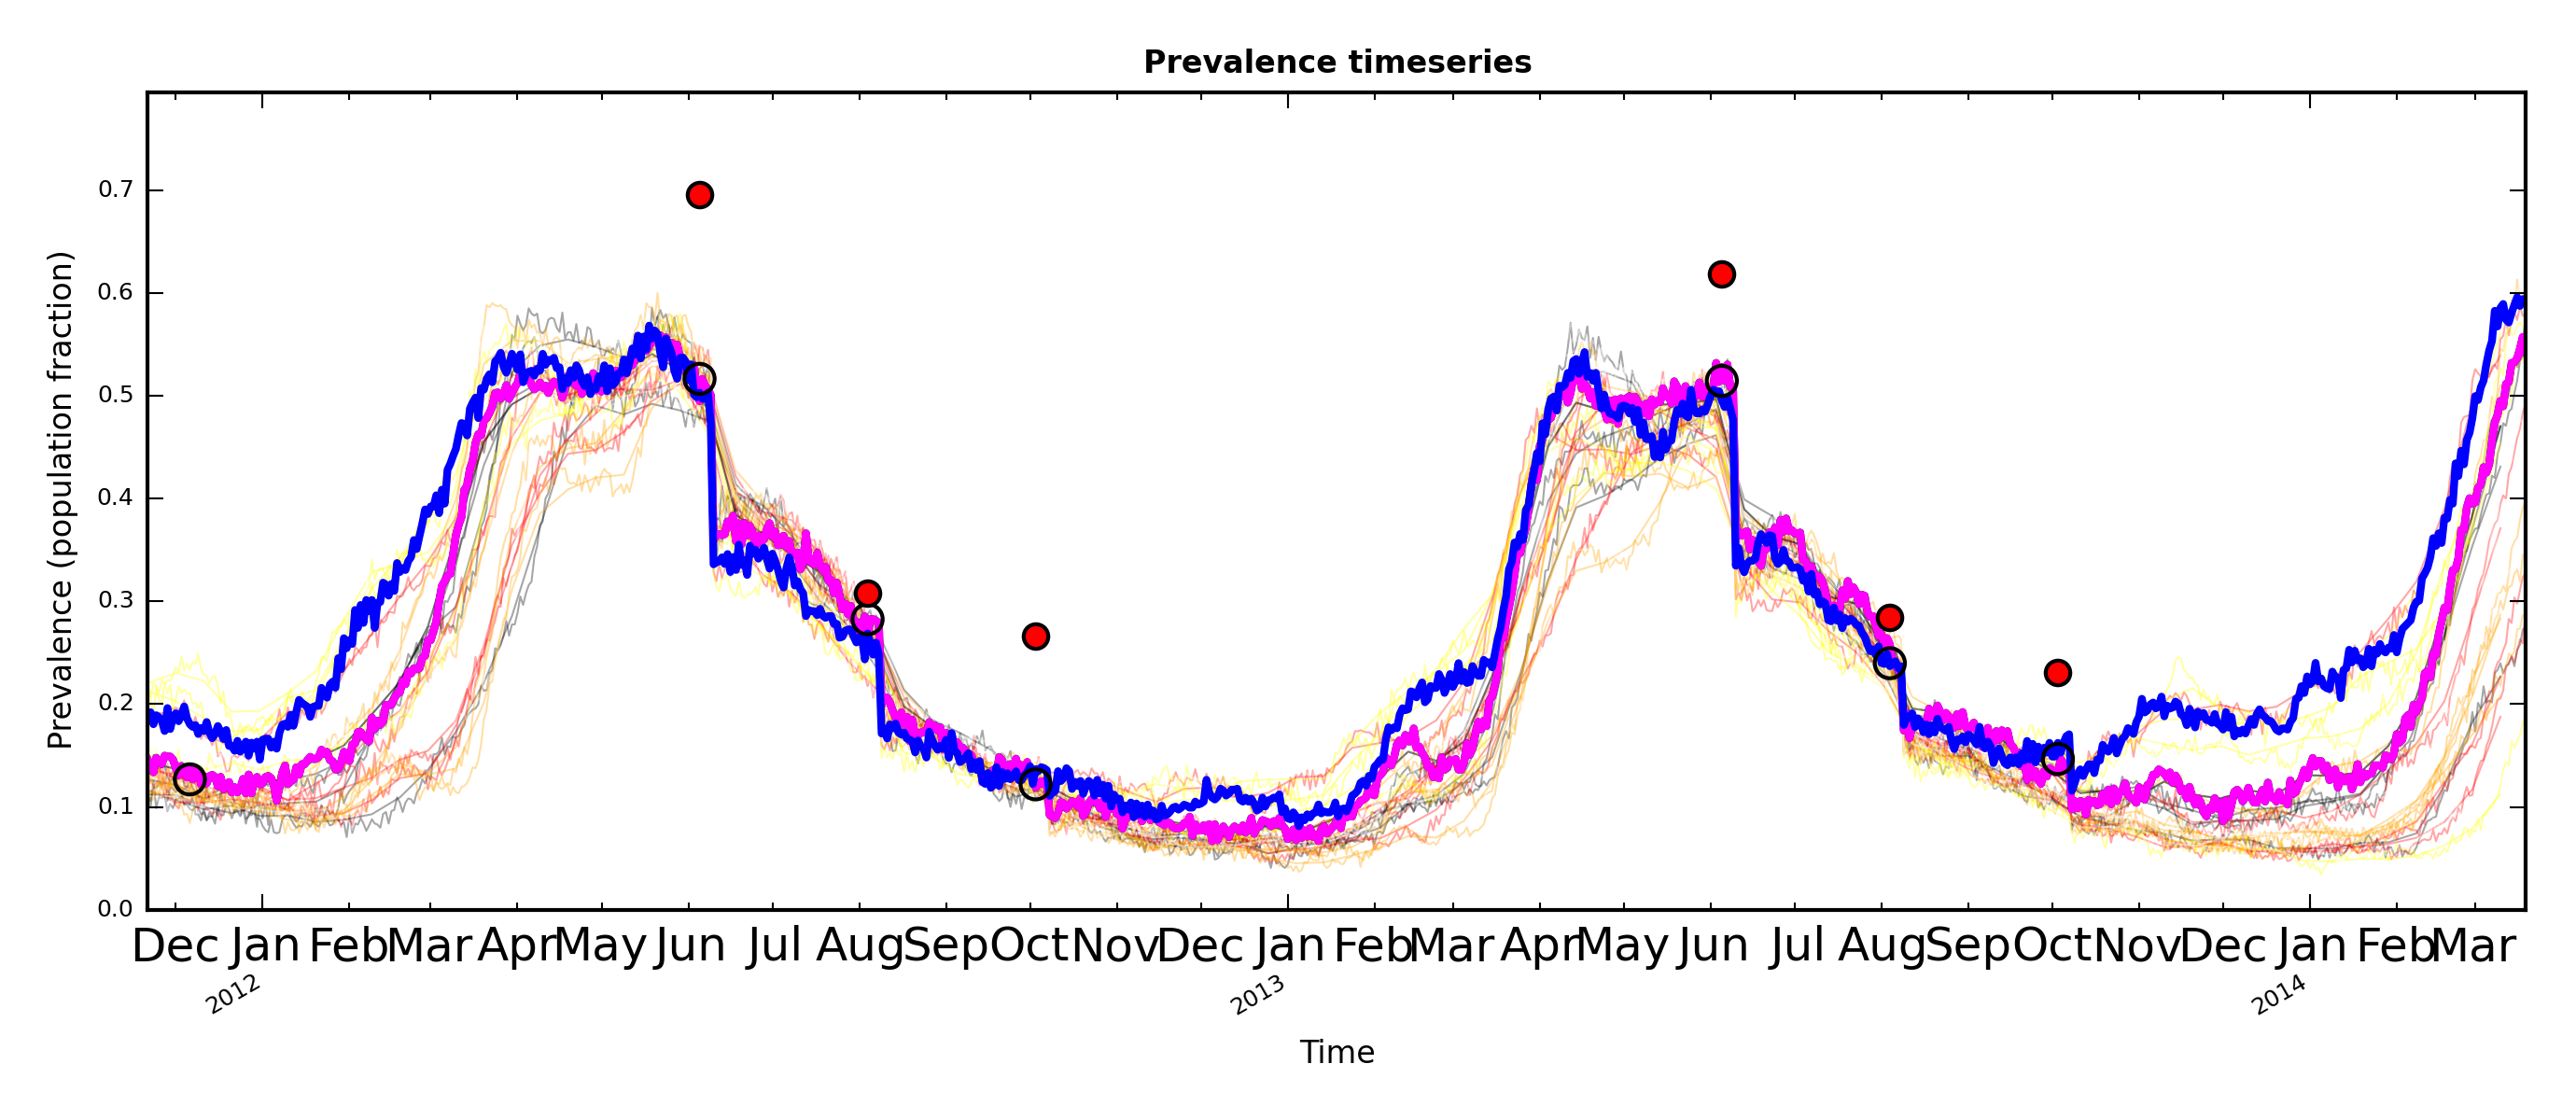 Prevalence timeseries
Prevalence (population fraction)
0.7
0.6
0.5
0.4
0.3
0.2
0.1
0.0
Dec Jan Feb Mar Apr May Jun Jul Aug Sep Oct Nov Dec Jan Feb Mar Apr May Jun Jul Aug Sep Oct Nov Dec Jan Feb Mar
2012 2013 2014
Time